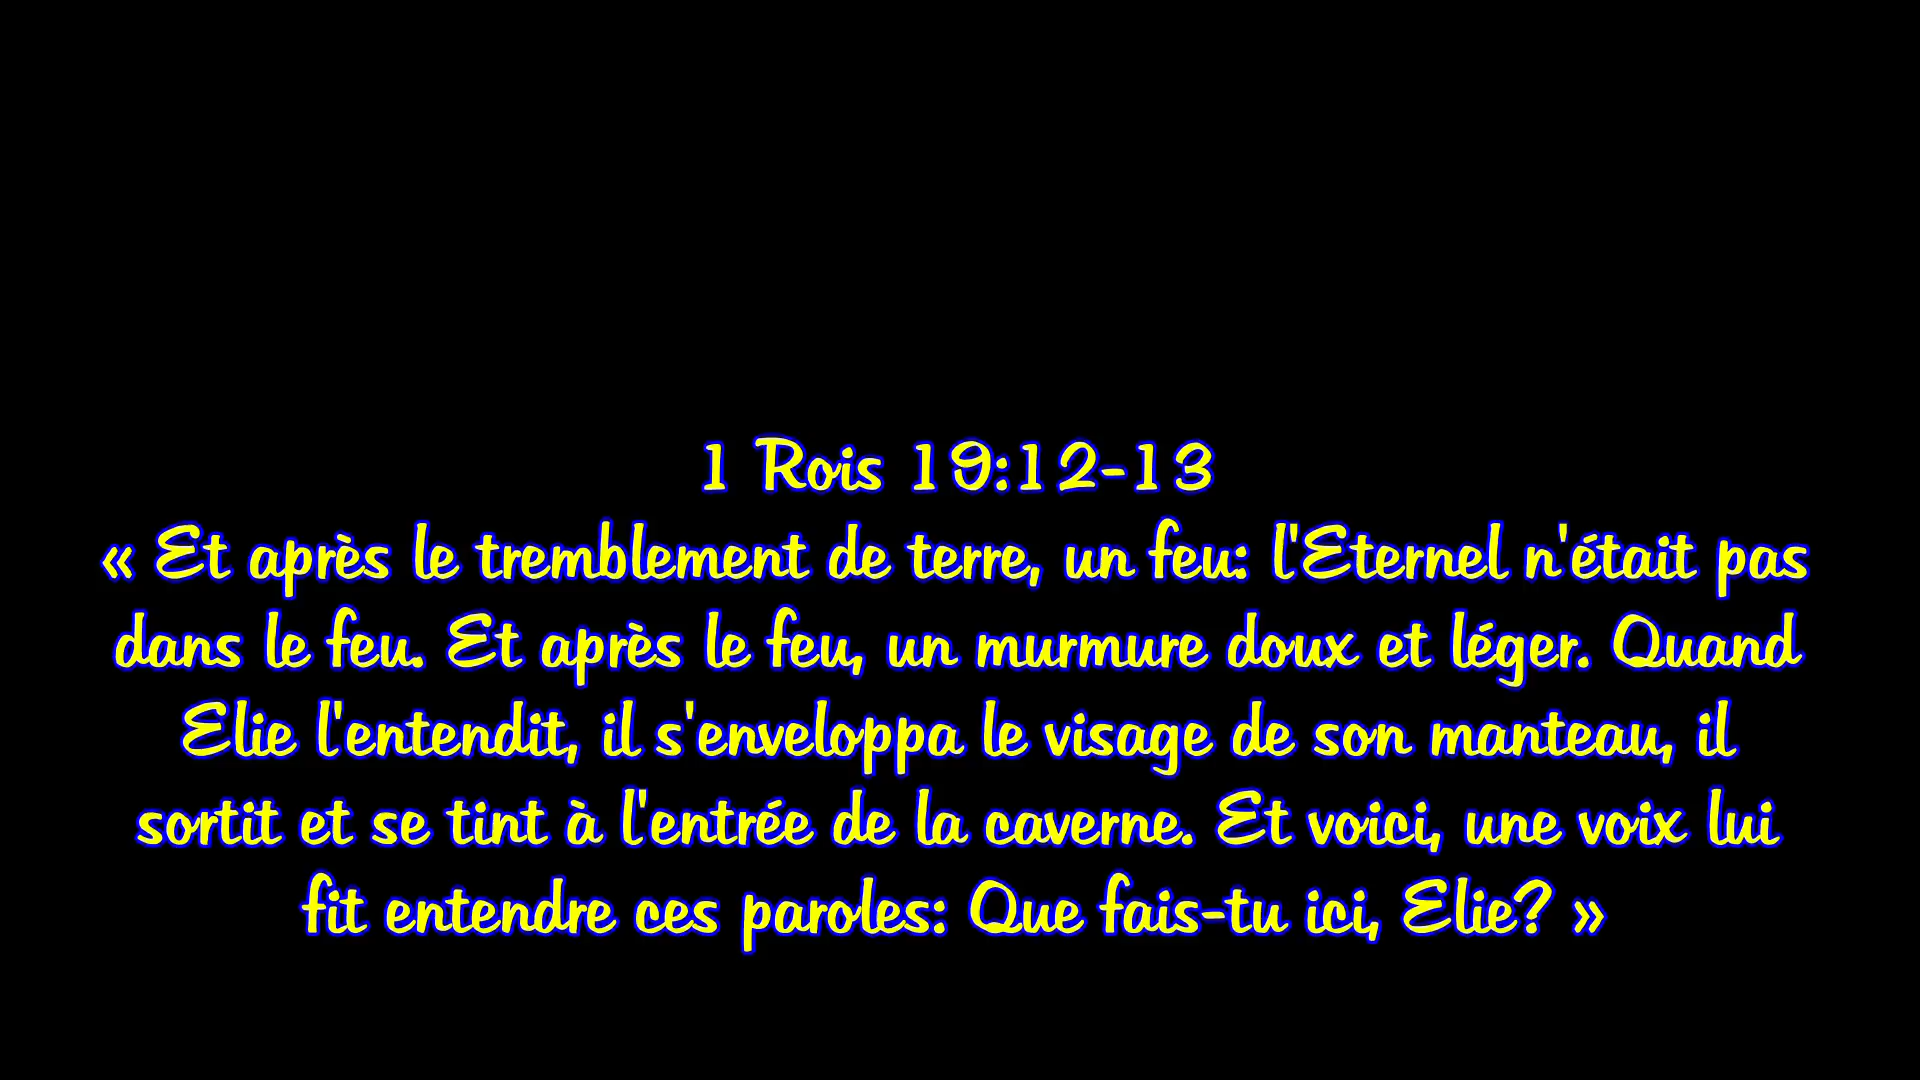 1 Rois 19:12-13
« Et après le tremblement de terre, un feu: l'Eternel n'était pas
dans le feu. Et après le feu, un murmure doux et léger. Quand
Elie l'entendit, il s'enveloppa le visage de son manteau, il
sortit et se tint à l'entrée de la caverne. Et voici, une voix lui
fit entendre ces paroles: Que fais-tu ici, Elie? »